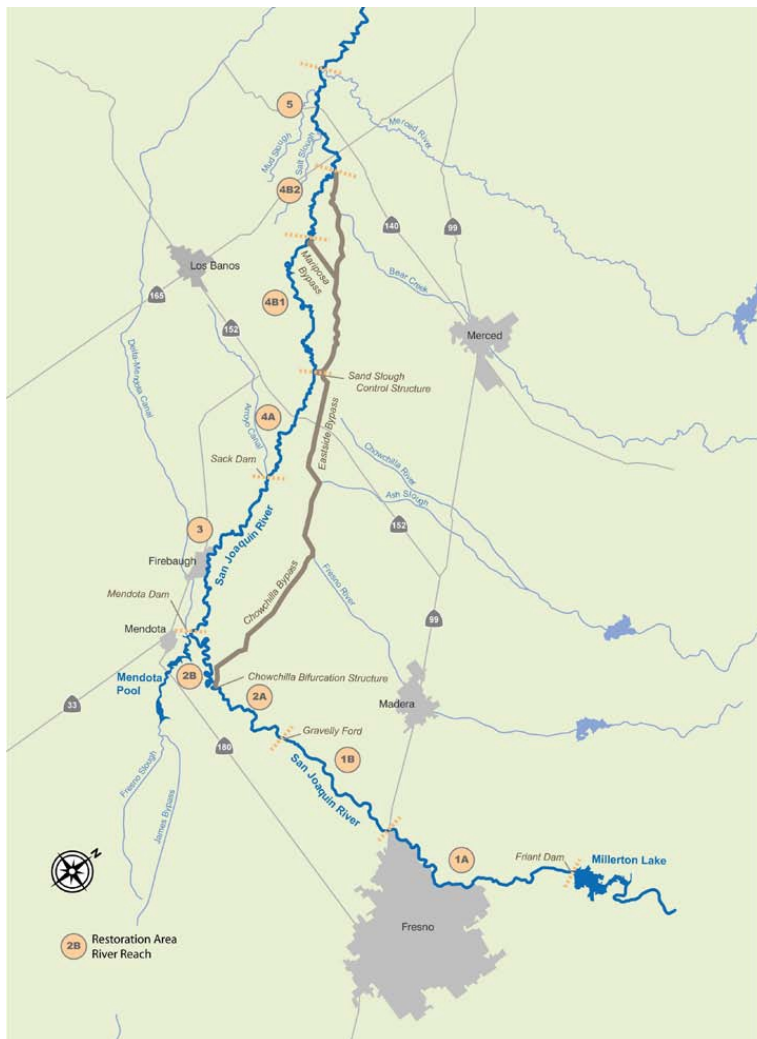 5
Mud Slough
Salt Slough
Merced River
4B2
140
99
Los Banos
Mariposa
Bypass
Bear Creek
165
4B1
152
Merced
Delta-Mendota Canal
Sand Slough
Control Structure
4A
Arroyo Canal
Eastside Bypass
Sack Dam
Chowchilla River
Ash Slough
3
San Joaquin River
152
Firebaugh
Chowchilla Bypass
Fresno River
Mendota Dam
99
Mendota
Mendota
Pool
2B
Chowchilla Bifurcation Structure
2A
33
Madera
Gravelly Ford
180
1B
Fresno Slough
James Bypass
San Joaquin River
N
1A
Friant Dam
Millerton Lake
Fresno
2B
Restoration Area
River Reach